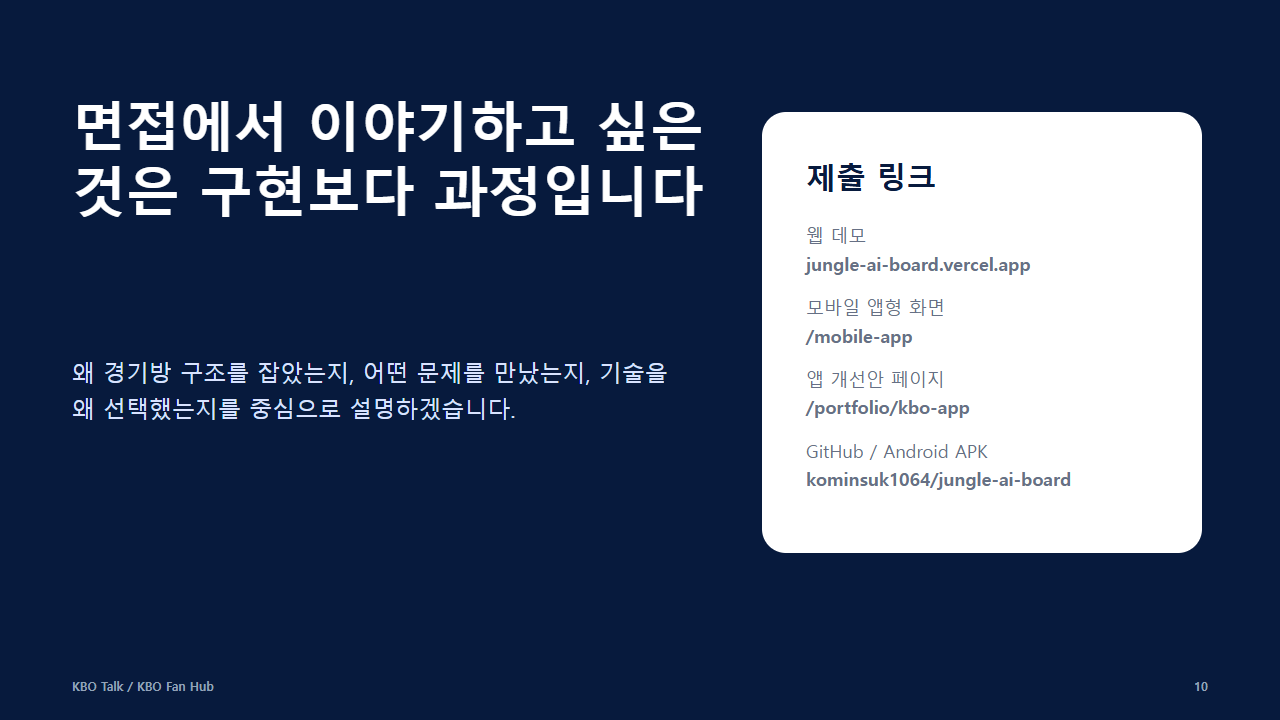 면접에서 이야기하고 싶은
것은 구현보다 과정입니다
왜 경기방 구조를 잡았는지, 어떤 문제를 만났는지, 기술을
왜 선택했는지를 중심으로 설명하겠습니다.
제출 링크
웹 데모
jungle-ai-board.vercel.app
모바일 앱형 화면
/mobile-app
앱 개선안 페이지
/portfolio/kbo-app
GitHub / Android APK
kominsuk1064/jungle-ai-board
KBO Talk / KBO Fan Hub
10